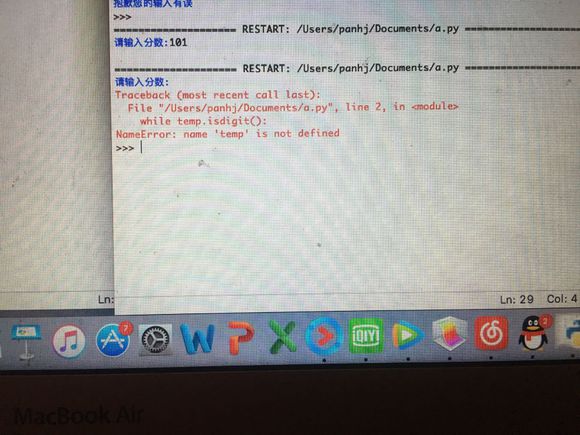 抱歉您的输入有误
>>>
==================== RESTART: /Users/panhj/Documents/a.py ===================
请输入分数:101
==================== RESTART: /Users/panhj/Documents/a.py ===================
请输入分数:
Traceback (most recent call last):
File "/Users/panhj/Documents/a.py", line 2, in <module>
while temp.isdigit():
NameError: name 'temp' is not defined
>>>
Ln:
Ln: 29 Col: 4
7
iQIYI
2
MacBook Air